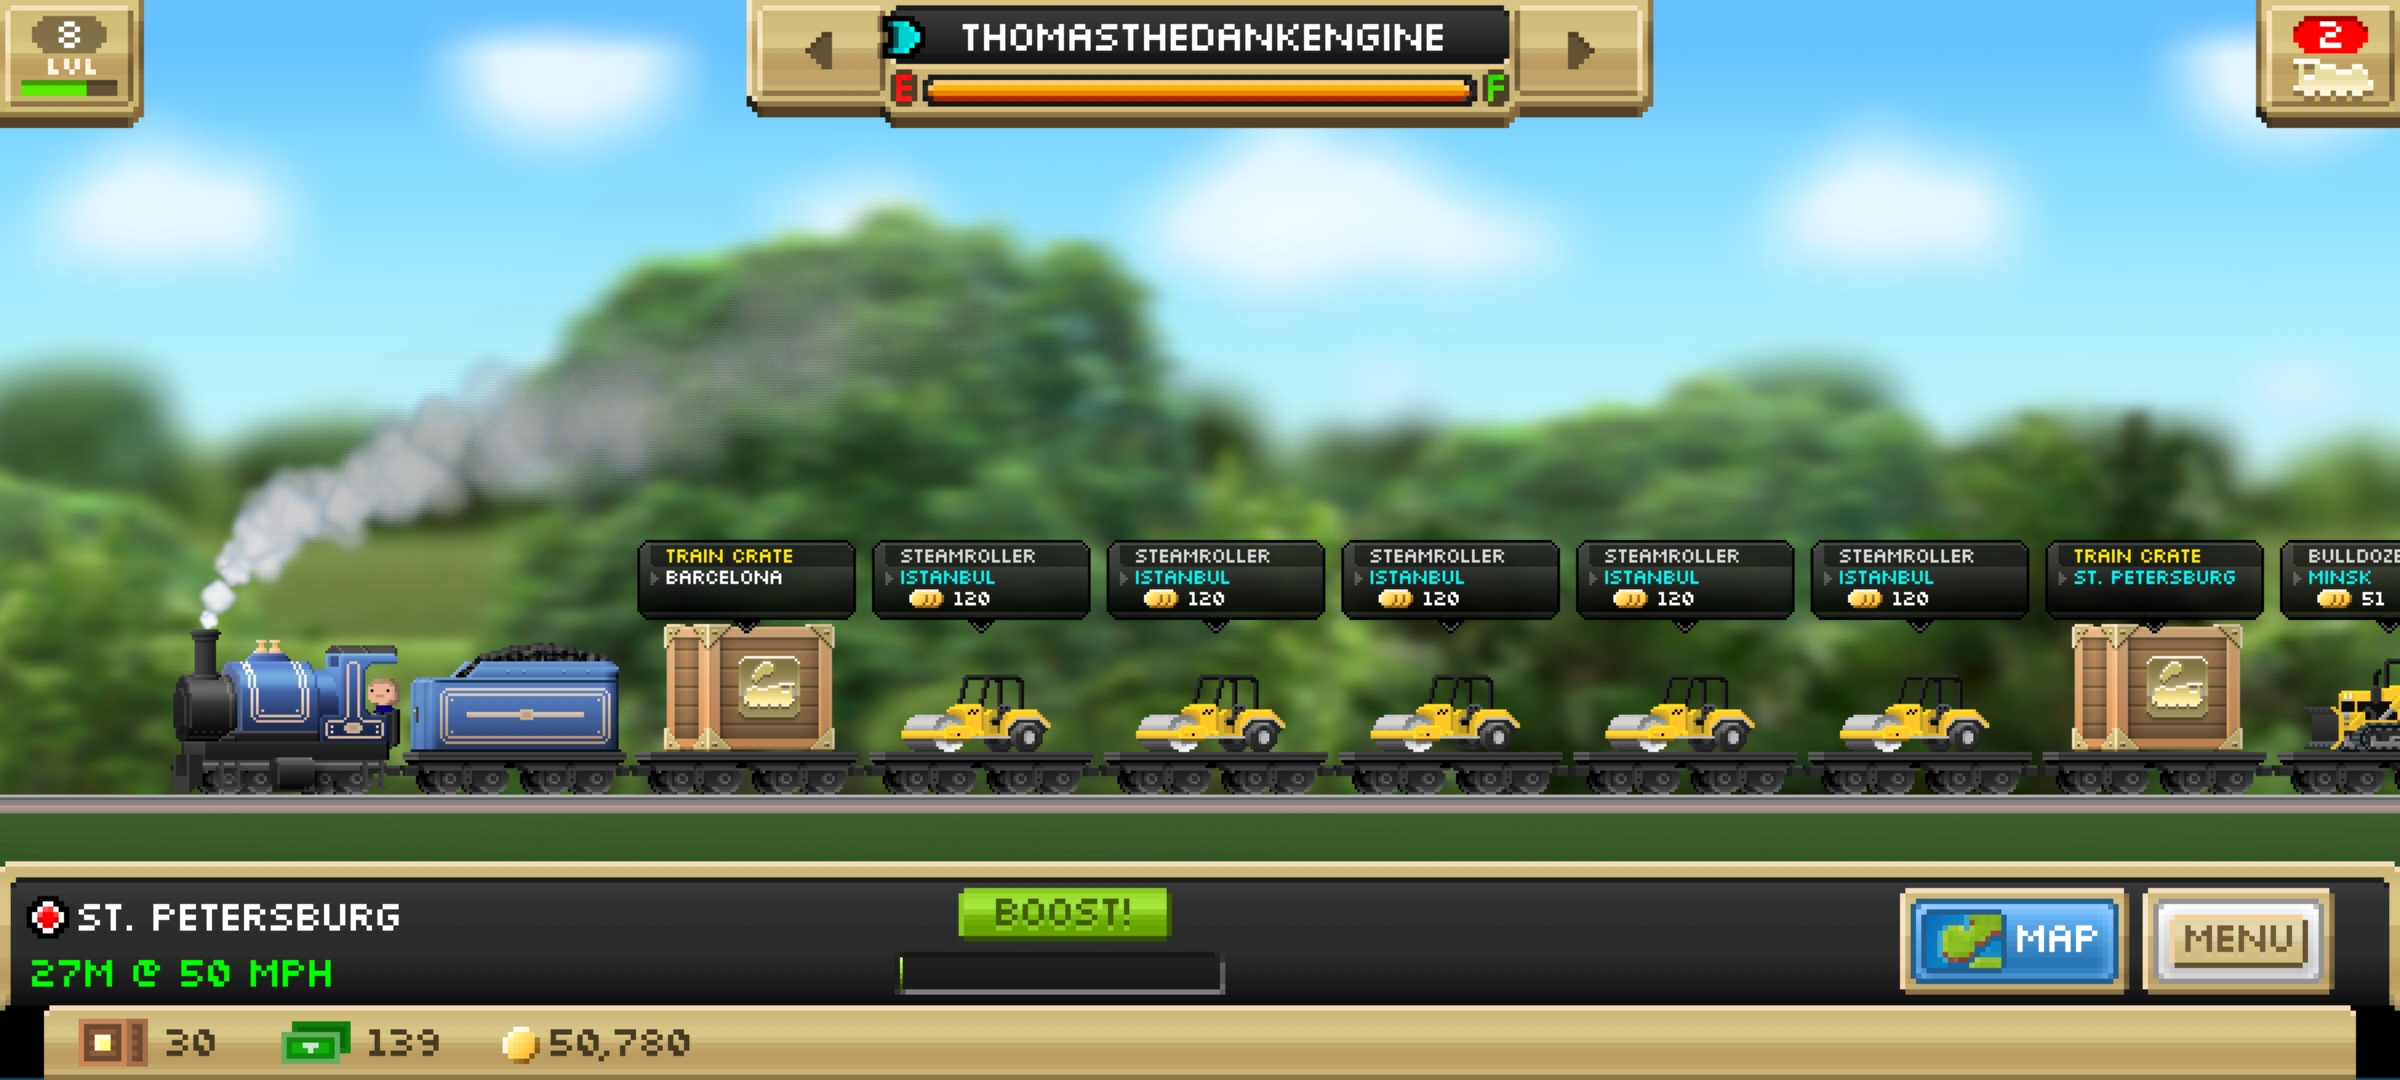 8
LVL
THOMASTHEDANKENGINE
E F
2
TRAIN CRATE
BARCELONA
STEAMROLLER
ISTANBUL
120
STEAMROLLER
ISTANBUL
120
STEAMROLLER
ISTANBUL
120
STEAMROLLER
ISTANBUL
120
STEAMROLLER
ISTANBUL
120
TRAIN CRATE
ST. PETERSBURG
BULLDOZE
MINSK
51
ST. PETERSBURG
27M @ 50 MPH
BOOST!
MAP
MENU
30
139
50,780